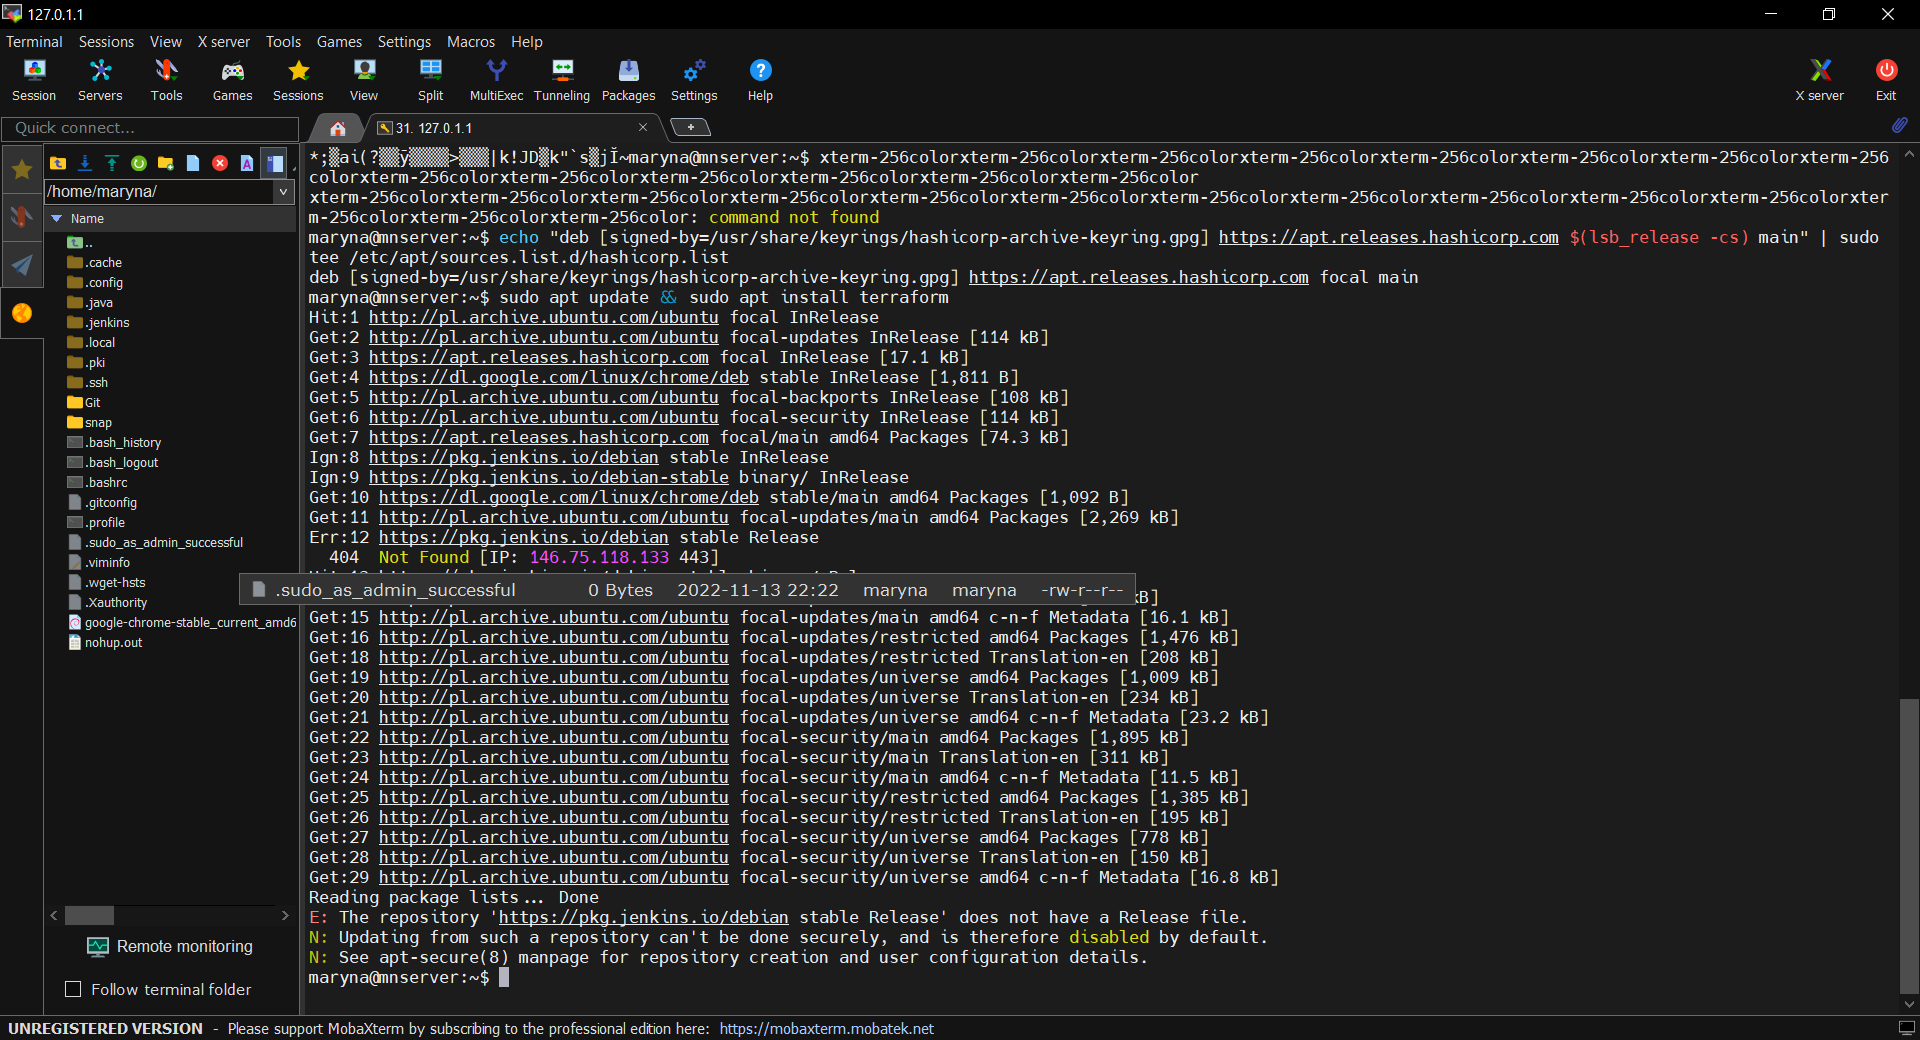 127.0.1.1
Terminal Sessions View X server Tools Games Settings Macros Help
Session Servers Tools Games Sessions View Split MultiExec Tunneling Packages Settings Help X server Exit
Quick connect...
31. 127.0.1.1
/home/maryna/
Name
..
.cache
.config
.java
.jenkins
.local
.pki
.ssh
Git
snap
.bash_history
.bash_logout
.bashrc
.gitconfig
.profile
.sudo_as_admin_successful
.viminfo
.wget-hsts
.Xauthority
google-chrome-stable_current_amd6
nohup.out
Remote monitoring
Follow terminal folder
maryna@mnserver:~$ xterm-256colorxterm-256colorxterm-256colorxterm-256colorxterm-256colorxterm-256
colorxterm-256colorxterm-256colorxterm-256colorxterm-256colorxterm-256colorxterm-256color
xterm-256colorxterm-256colorxterm-256colorxterm-256colorxterm-256colorxterm-256colorxterm-256colorxterm-256colorxterm-256colorxterm-256colorxter
m-256colorxterm-256colorxterm-256color: command not found
maryna@mnserver:~$ echo "deb [signed-by=/usr/share/keyrings/hashicorp-archive-keyring.gpg] https://apt.releases.hashicorp.com $(lsb_release -cs) main" | sudo
tee /etc/apt/sources.list.d/hashicorp.list
deb [signed-by=/usr/share/keyrings/hashicorp-archive-keyring.gpg] https://apt.releases.hashicorp.com focal main
maryna@mnserver:~$ sudo apt update && sudo apt install terraform
Hit:1 http://pl.archive.ubuntu.com/ubuntu focal InRelease
Get:2 http://pl.archive.ubuntu.com/ubuntu focal-updates InRelease [114 kB]
Get:3 https://apt.releases.hashicorp.com focal InRelease [17.1 kB]
Get:4 https://dl.google.com/linux/chrome/deb stable InRelease [1,811 B]
Get:5 http://pl.archive.ubuntu.com/ubuntu focal-backports InRelease [108 kB]
Get:6 http://pl.archive.ubuntu.com/ubuntu focal-security InRelease [114 kB]
Get:7 https://apt.releases.hashicorp.com focal/main amd64 Packages [74.3 kB]
Ign:8 https://pkg.jenkins.io/debian stable InRelease
Ign:9 https://pkg.jenkins.io/debian-stable binary/ InRelease
Get:10 https://dl.google.com/linux/chrome/deb stable/main amd64 Packages [1,092 B]
Get:11 http://pl.archive.ubuntu.com/ubuntu focal-updates/main amd64 Packages [2,269 kB]
Err:12 https://pkg.jenkins.io/debian stable Release
404 Not Found [IP: 146.75.118.133 443]
.sudo_as_admin_successful 0 Bytes 2022-11-13 22:22 maryna maryna -rw-r--r--
kB]
Get:15 http://pl.archive.ubuntu.com/ubuntu focal-updates/main amd64 c-n-f Metadata [16.1 kB]
Get:16 http://pl.archive.ubuntu.com/ubuntu focal-updates/restricted amd64 Packages [1,476 kB]
Get:18 http://pl.archive.ubuntu.com/ubuntu focal-updates/restricted Translation-en [208 kB]
Get:19 http://pl.archive.ubuntu.com/ubuntu focal-updates/universe amd64 Packages [1,009 kB]
Get:20 http://pl.archive.ubuntu.com/ubuntu focal-updates/universe Translation-en [234 kB]
Get:21 http://pl.archive.ubuntu.com/ubuntu focal-updates/universe amd64 c-n-f Metadata [23.2 kB]
Get:22 http://pl.archive.ubuntu.com/ubuntu focal-security/main amd64 Packages [1,895 kB]
Get:23 http://pl.archive.ubuntu.com/ubuntu focal-security/main Translation-en [311 kB]
Get:24 http://pl.archive.ubuntu.com/ubuntu focal-security/main amd64 c-n-f Metadata [11.5 kB]
Get:25 http://pl.archive.ubuntu.com/ubuntu focal-security/restricted amd64 Packages [1,385 kB]
Get:26 http://pl.archive.ubuntu.com/ubuntu focal-security/restricted Translation-en [195 kB]
Get:27 http://pl.archive.ubuntu.com/ubuntu focal-security/universe amd64 Packages [778 kB]
Get:28 http://pl.archive.ubuntu.com/ubuntu focal-security/universe Translation-en [150 kB]
Get:29 http://pl.archive.ubuntu.com/ubuntu focal-security/universe amd64 c-n-f Metadata [16.8 kB]
Reading package lists... Done
E: The repository 'https://pkg.jenkins.io/debian stable Release' does not have a Release file.
N: Updating from such a repository can't be done securely, and is therefore disabled by default.
N: See apt-secure(8) manpage for repository creation and user configuration details.
maryna@mnserver:~$
UNREGISTERED VERSION - Please support MobaXterm by subscribing to the professional edition here: https://mobaxterm.mobatek.net